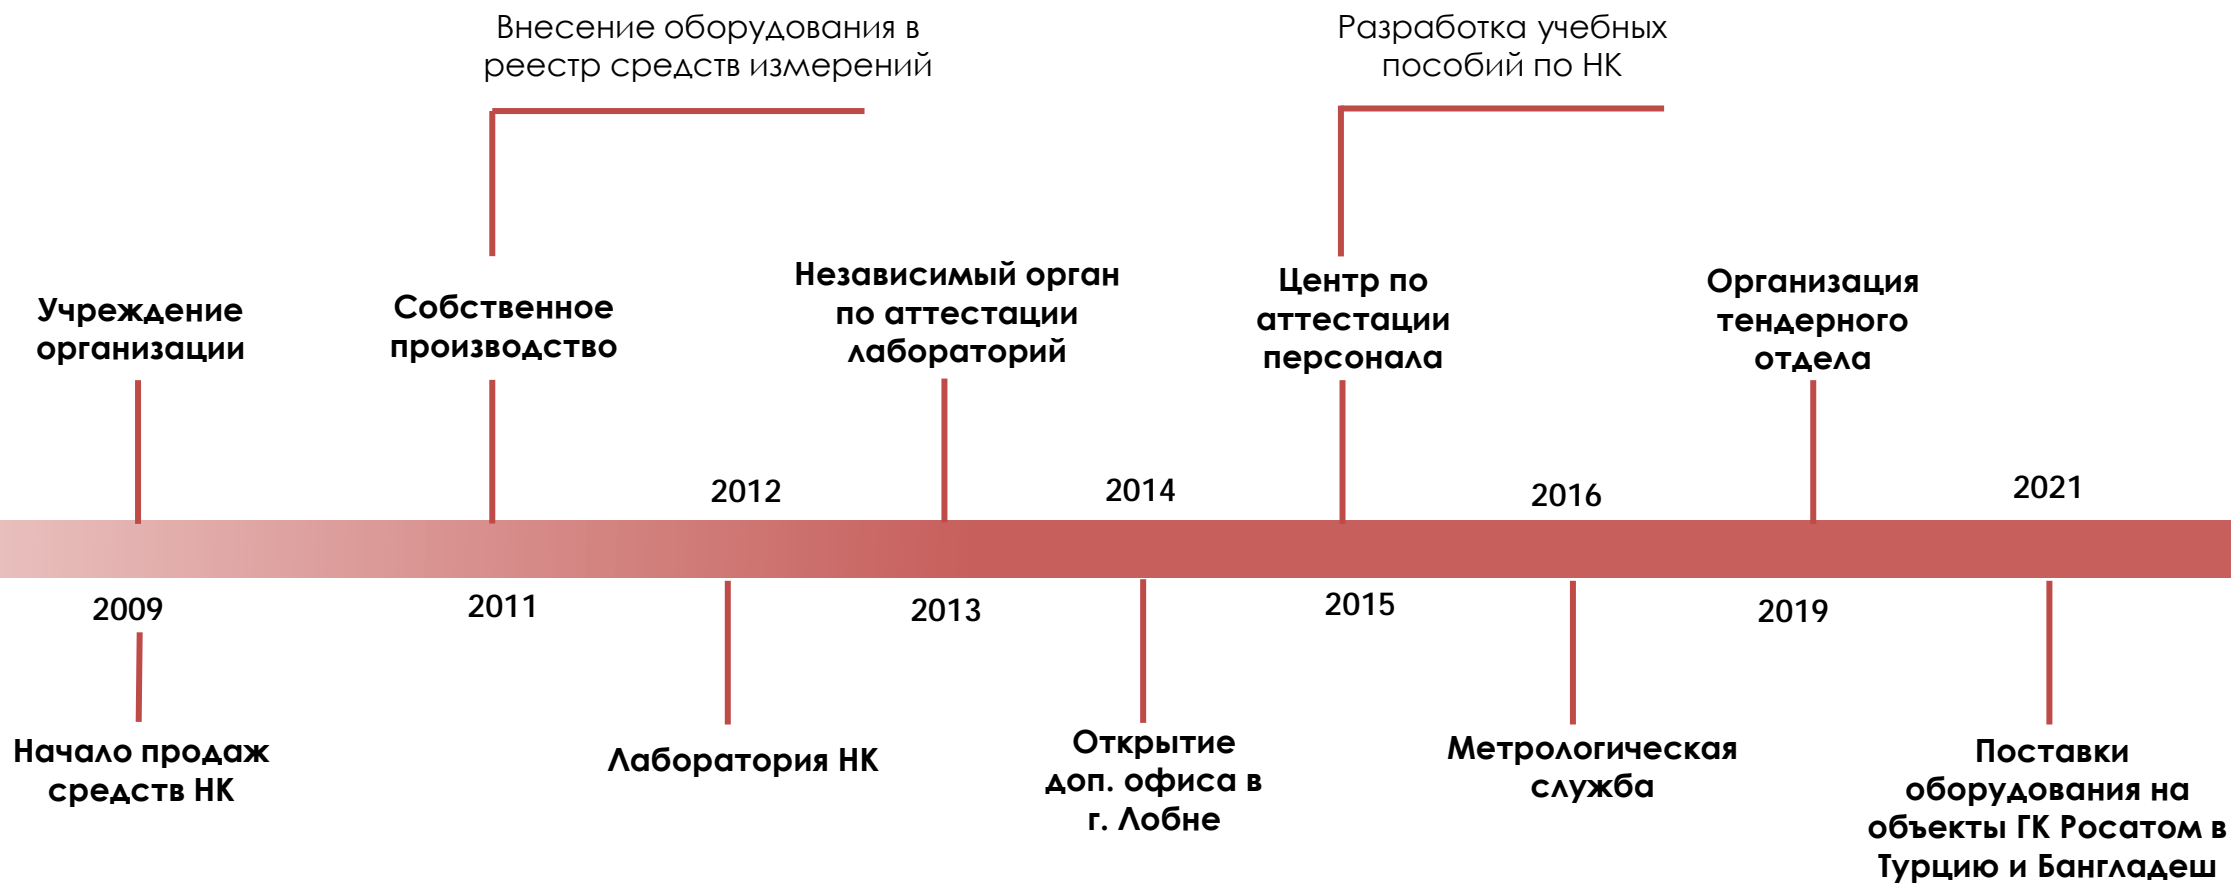 Внесение оборудования в
реестр средств измерений
Разработка учебных
пособий по НК
Учреждение
организации
Собственное
производство
Независимый орган
по аттестации
лабораторий
Центр по
аттестации
персонала
Организация
тендерного
отдела
2012
2014
2016
2021
2009
2011
2013
2015
2019
Начало продаж
средств НК
Лаборатория НК
Открытие
доп. офиса в
г. Лобне
Метрологическая
служба
Поставки
оборудования на
объекты ГК Росатом в
Турцию и Бангладеш